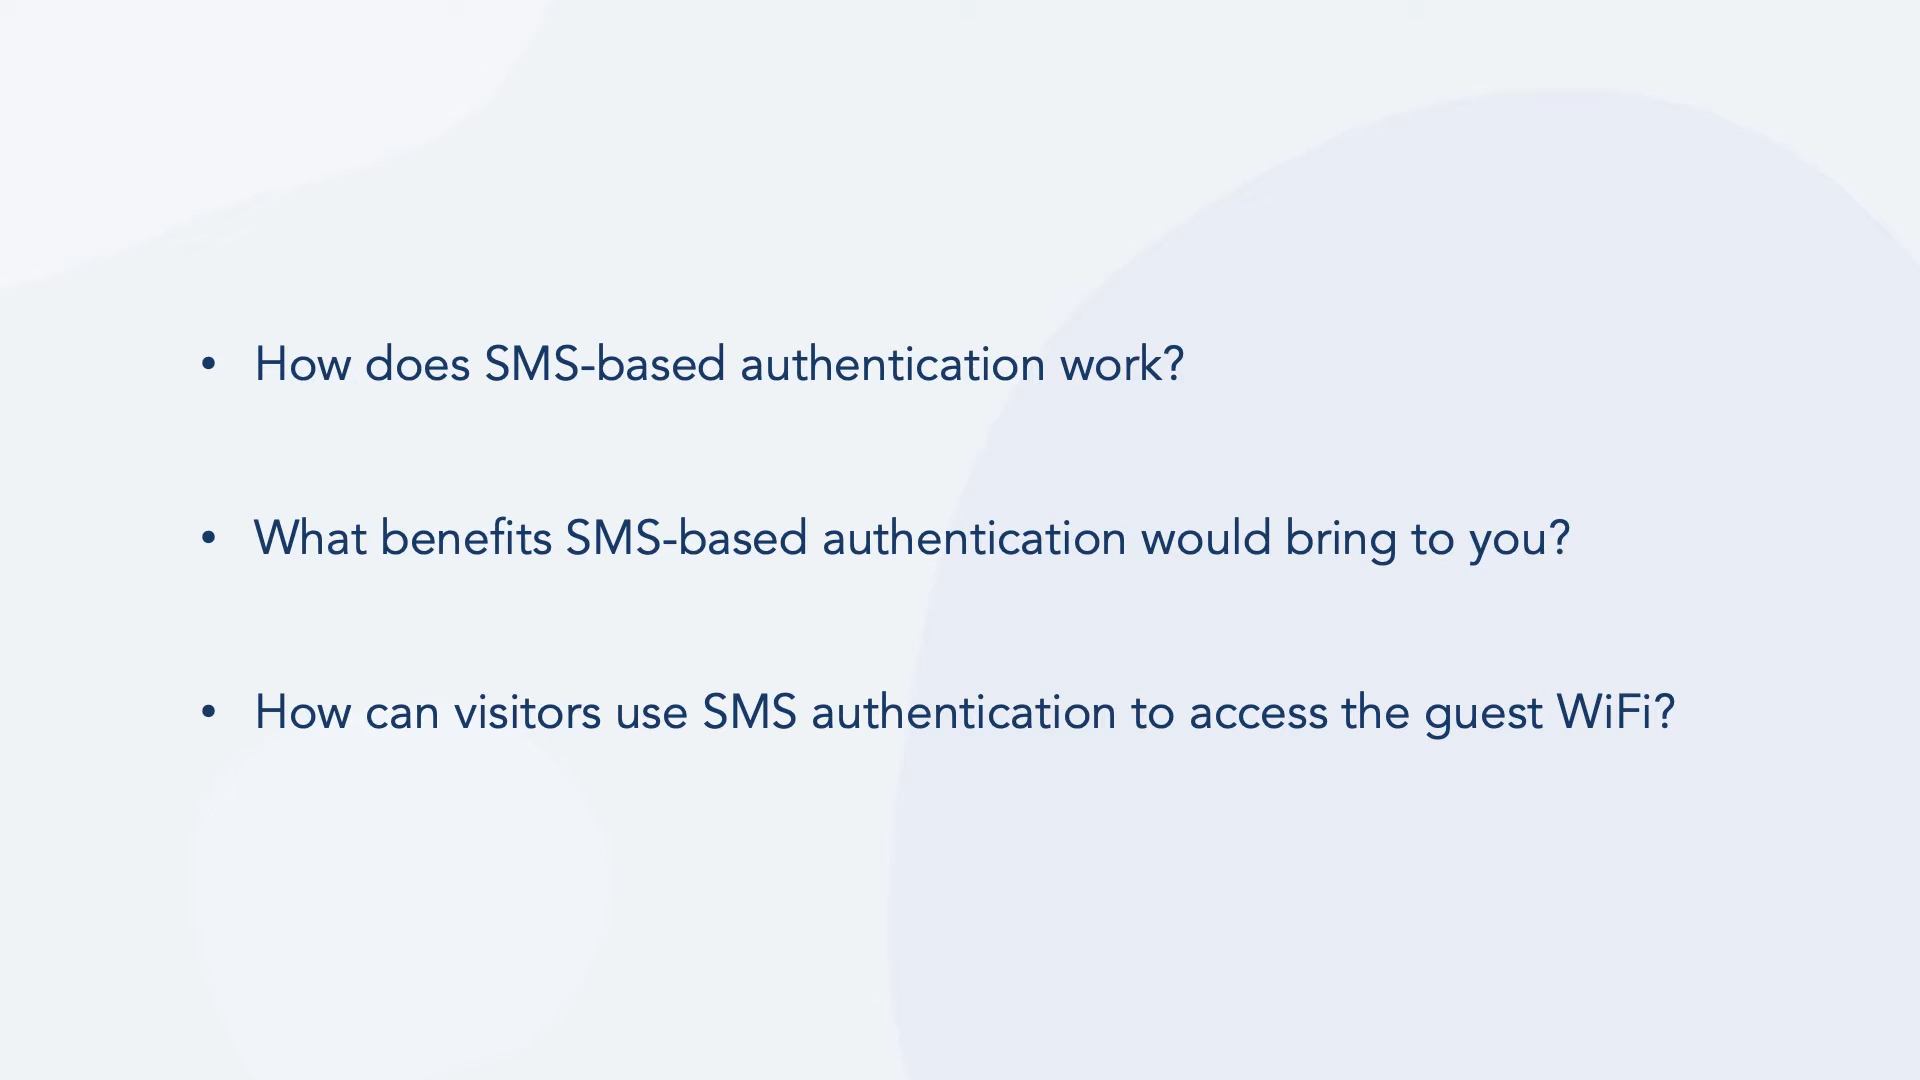 • How does SMS-based authentication work?
• What benefits SMS-based authentication would bring to you?
• How can visitors use SMS authentication to access the guest WiFi?